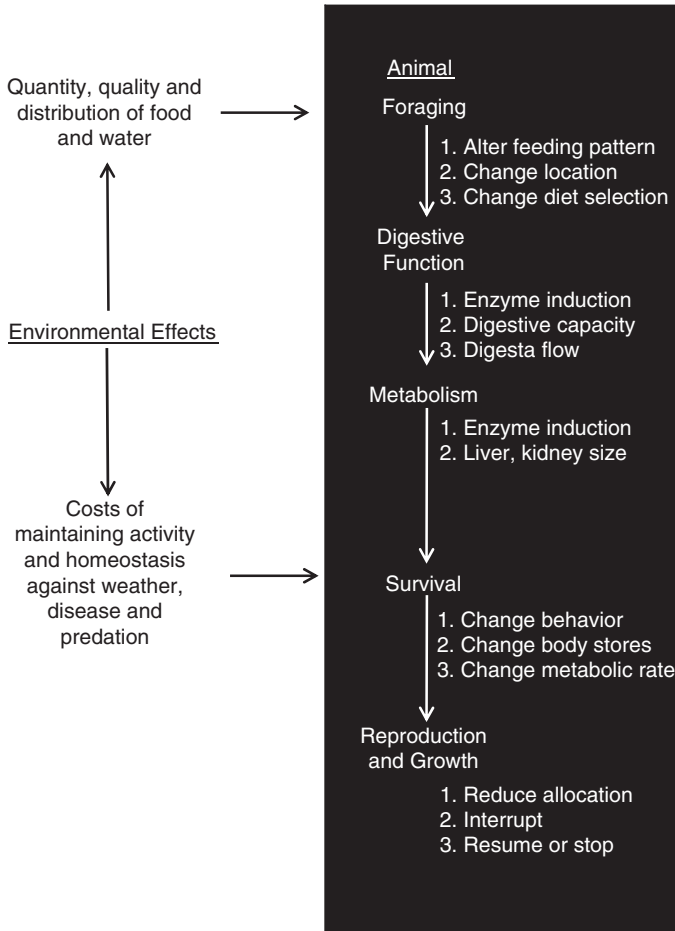 Quantity, quality and
distribution of food
and water
Environmental Effects
Costs of
maintaining activity
and homeostasis
against weather,
disease and
predation
Animal
Foraging
1. Alter feeding pattern
2. Change location
3. Change diet selection
Digestive
Function
1. Enzyme induction
2. Digestive capacity
3. Digesta flow
Metabolism
1. Enzyme induction
2. Liver, kidney size
Survival
1. Change behavior
2. Change body stores
3. Change metabolic rate
Reproduction
and Growth
1. Reduce allocation
2. Interrupt
3. Resume or stop